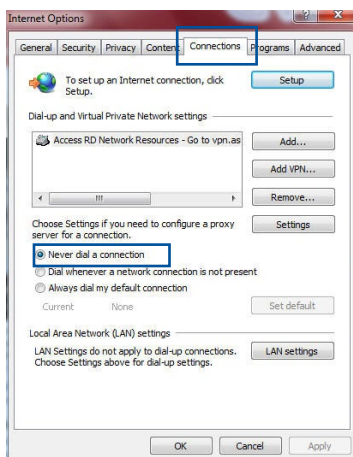 Internet Options
General Security Privacy Content Connections Programs Advanced
To set up an Internet connection, click
Setup.
Setup
Dial-up and Virtual Private Network settings
Access RD Network Resources - Go to vpn.as
Add...
Add VPN...
Remove...
Choose Settings if you need to configure a proxy
server for a connection.
Settings
Never dial a connection
Dial whenever a network connection is not present
Always dial my default connection
Current None
Set default
Local Area Network (LAN) settings
LAN Settings do not apply to dial-up connections.
Choose Settings above for dial-up settings.
LAN settings
OK Cancel Apply